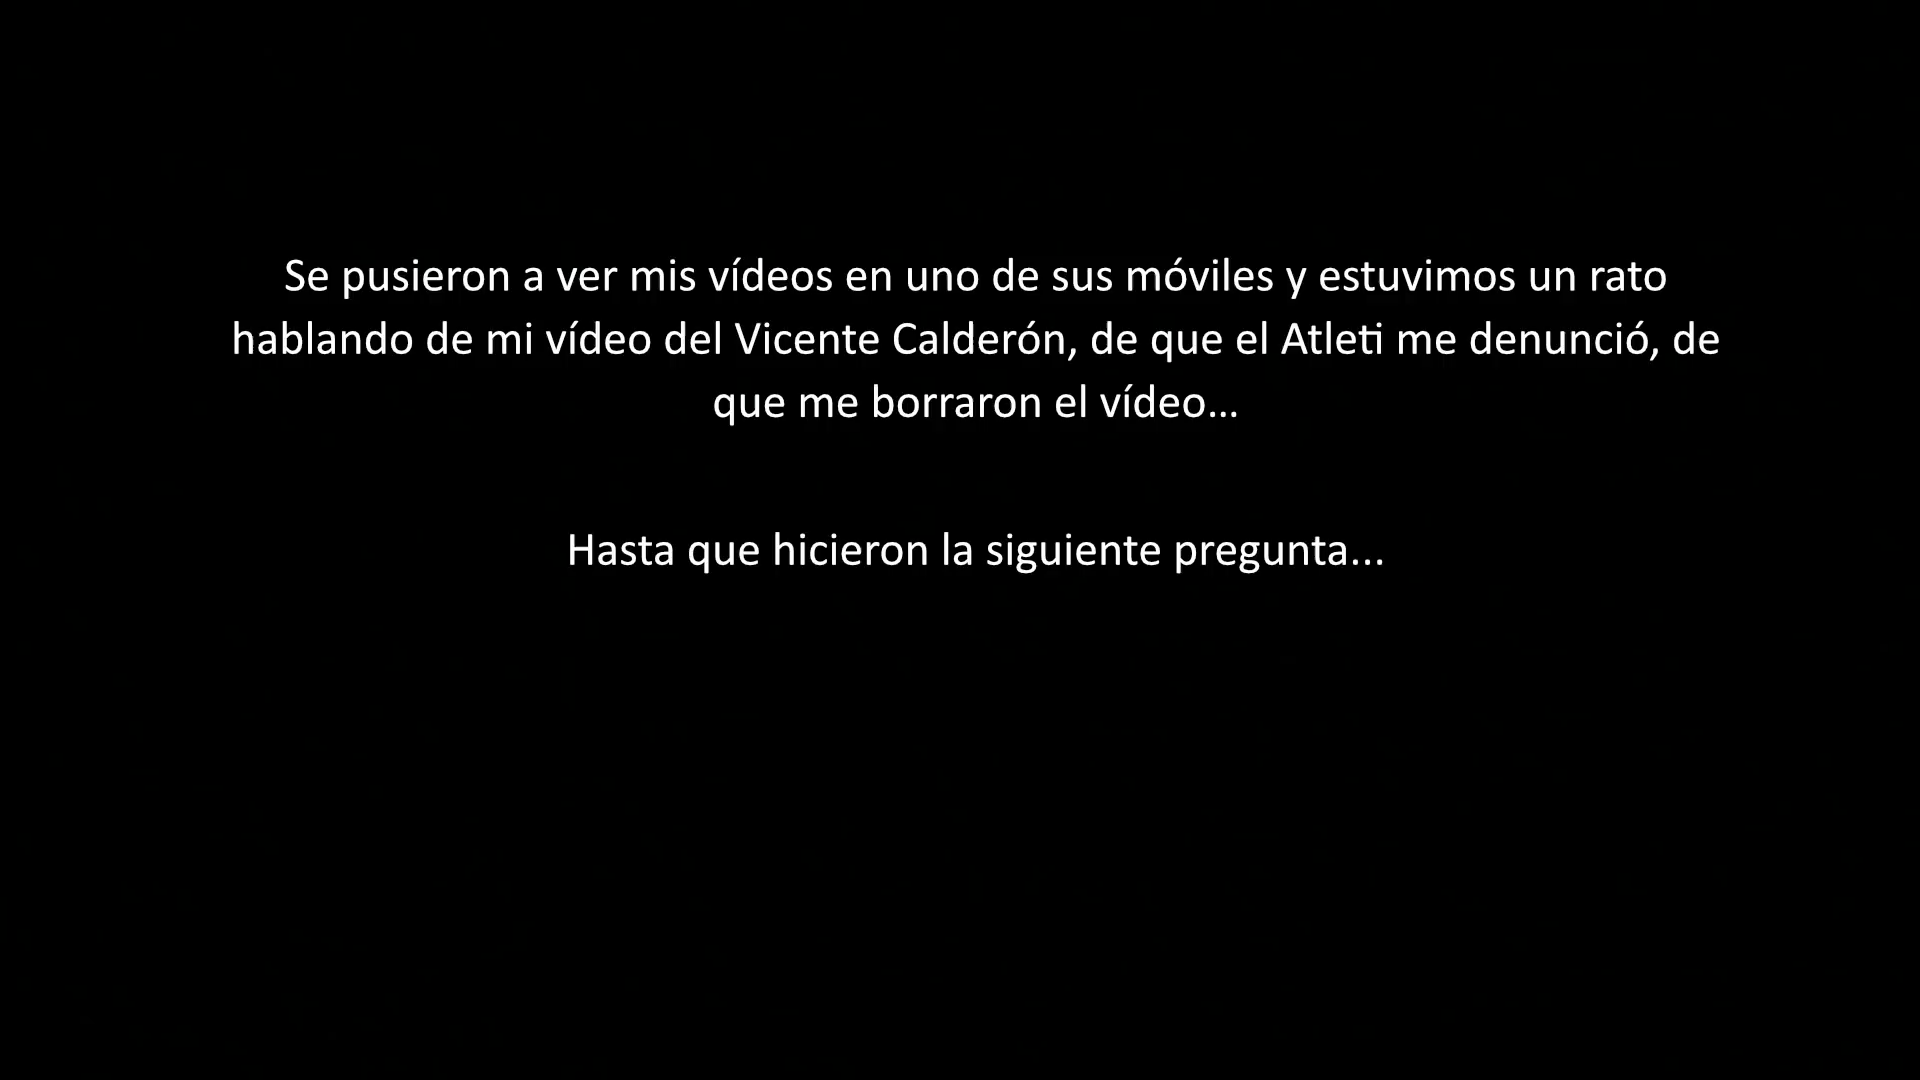 Se pusieron a ver mis vídeos en uno de sus móviles y estuvimos un rato
hablando de mi vídeo del Vicente Calderón, de que el Atleti me denunció, de
que me borraron el vídeo...
Hasta que hicieron la siguiente pregunta...